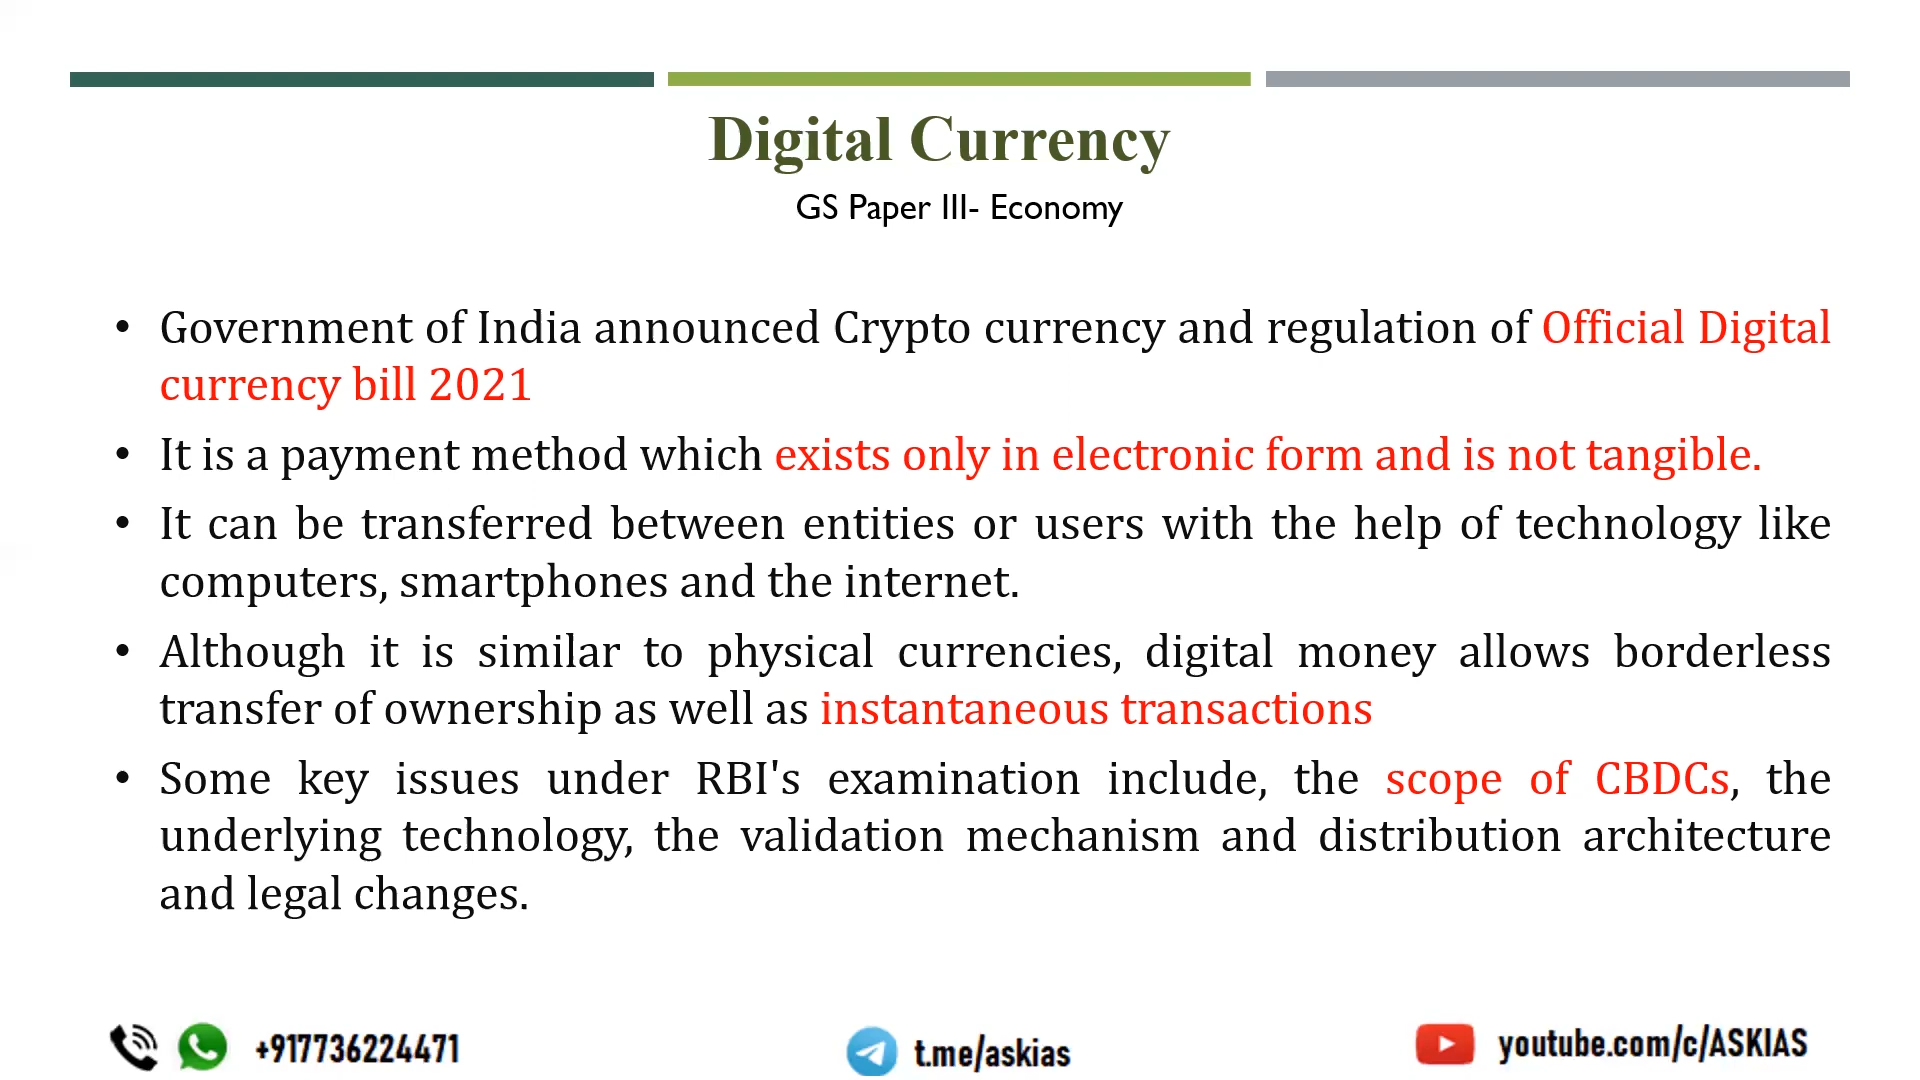 Digital Currency
GS Paper III- Economy
• Government of India announced Crypto currency and regulation of Official Digital
currency bill 2021
• It is a payment method which exists only in electronic form and is not tangible.
• It can be transferred between entities or users with the help of technology like
computers, smartphones and the internet.
• Although it is similar to physical currencies, digital money allows borderless
transfer of ownership as well as instantaneous transactions
• Some key issues under RBI's examination include, the scope of CBDCs, the
underlying technology, the validation mechanism and distribution architecture
and legal changes.
+917736224471
t.me/askias
youtube.com/c/ASKIAS